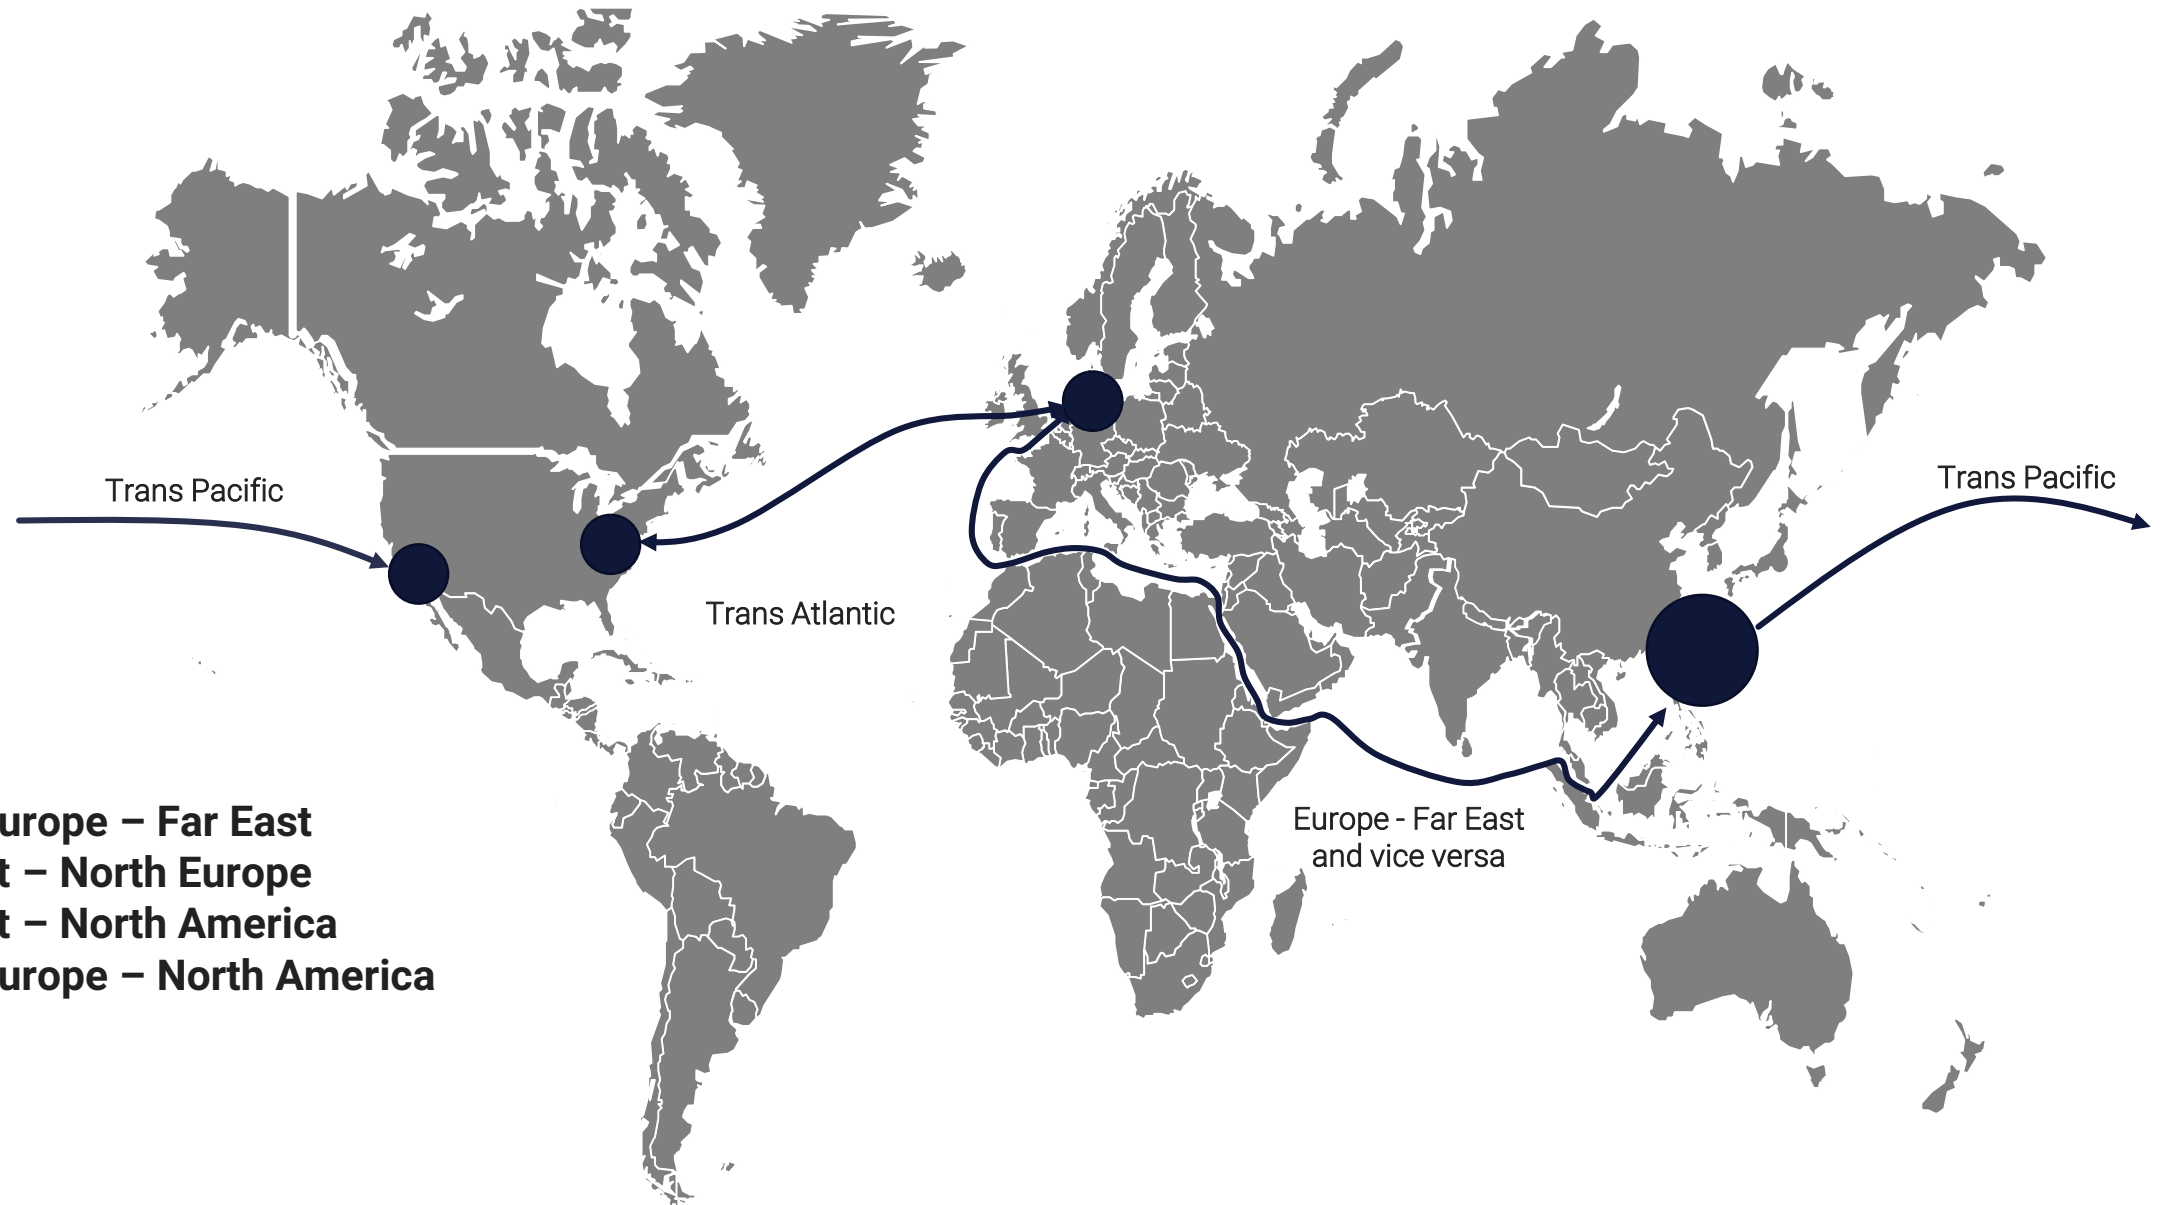 Trans Pacific
Trans Pacific
Trans Atlantic
Europe - Far East
and vice versa
urope – Far East
t – North Europe
t – North America
urope – North America